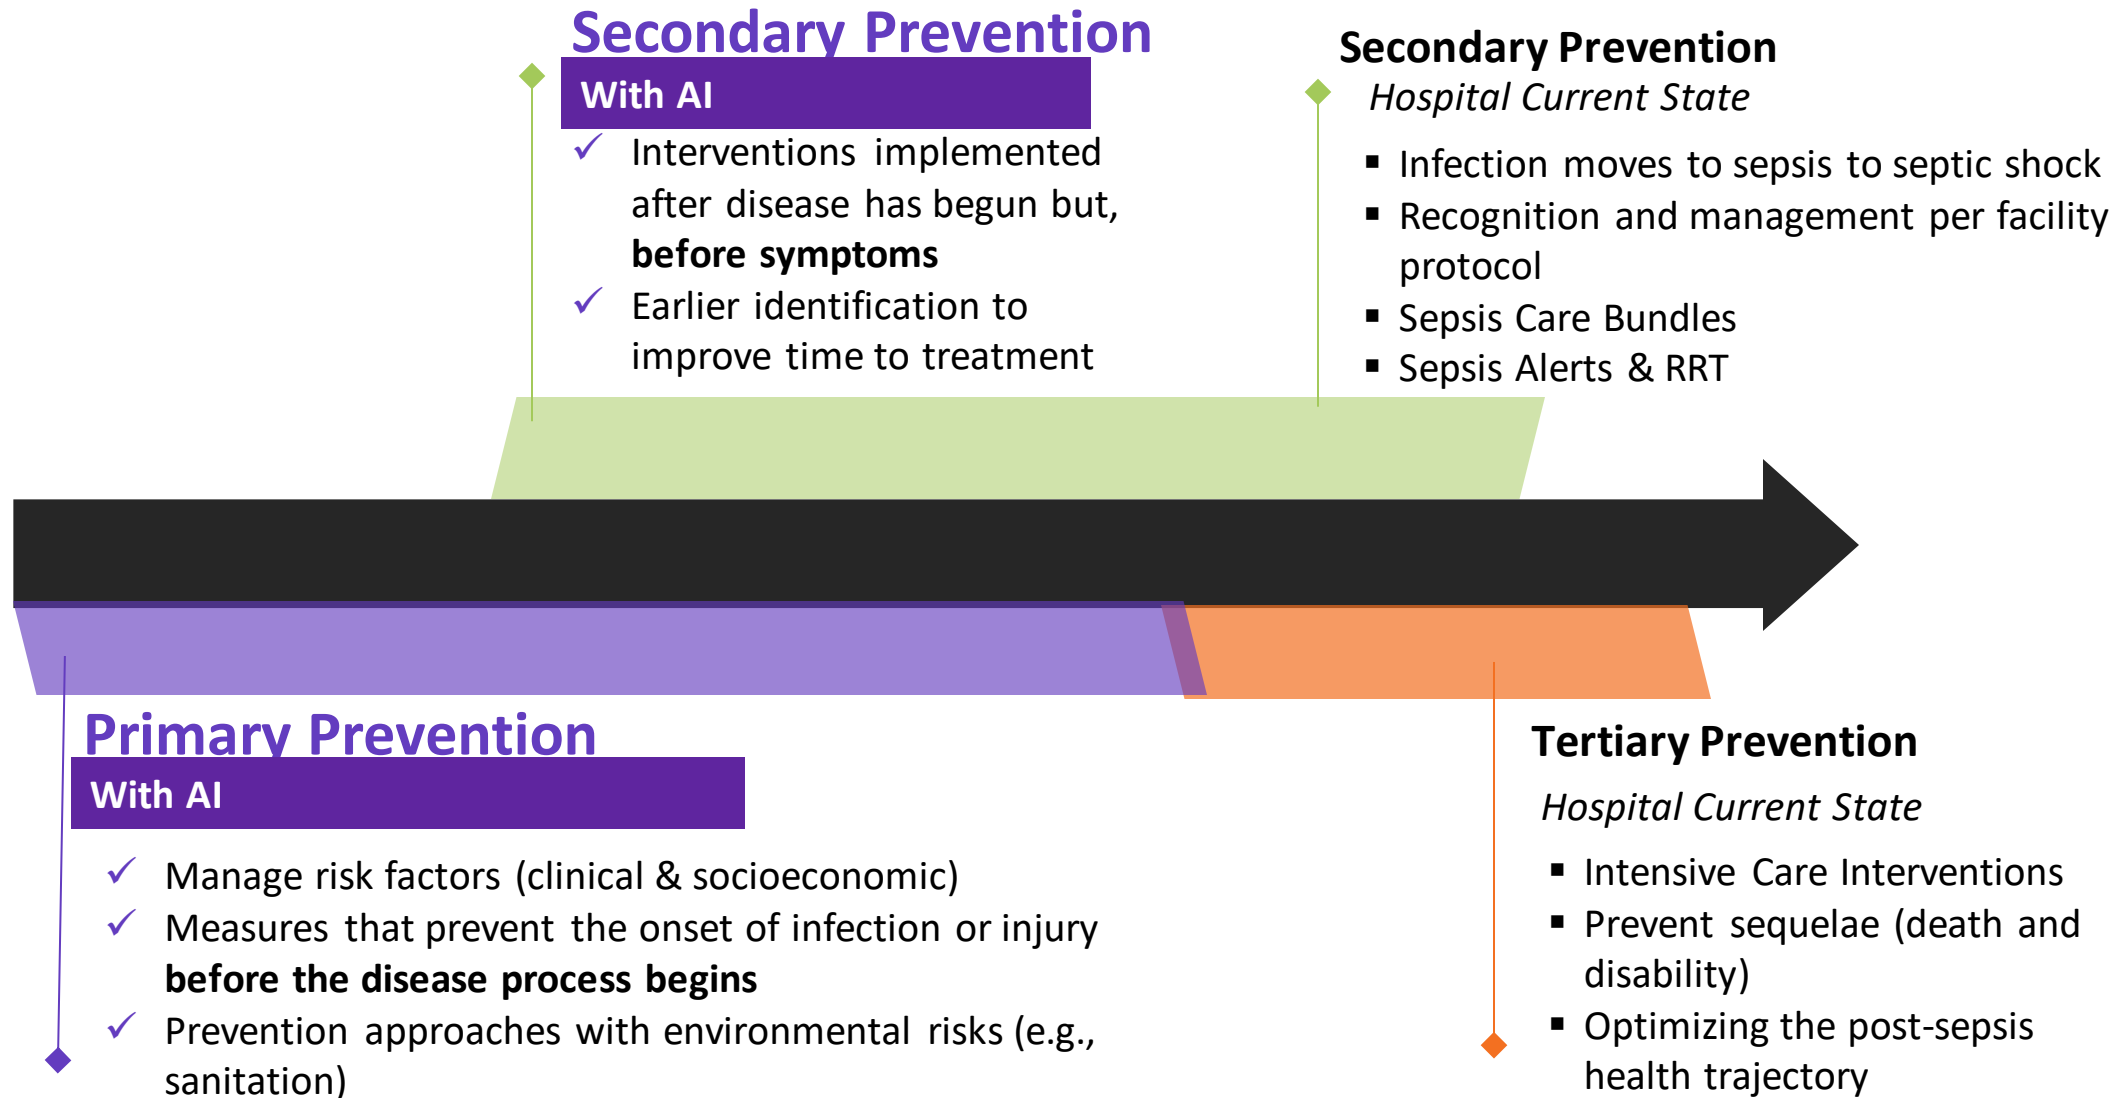 Secondary Prevention
With AI
✓ Interventions implemented
after disease has begun but,
before symptoms
✓ Earlier identification to
improve time to treatment
Secondary Prevention
Hospital Current State
▪ Infection moves to sepsis to septic shock
▪ Recognition and management per facility
protocol
▪ Sepsis Care Bundles
▪ Sepsis Alerts & RRT
Primary Prevention
With AI
✓ Manage risk factors (clinical & socioeconomic)
✓ Measures that prevent the onset of infection or injury
before the disease process begins
✓ Prevention approaches with environmental risks (e.g.,
sanitation)
Tertiary Prevention
Hospital Current State
▪ Intensive Care Interventions
▪ Prevent sequelae (death and
disability)
▪ Optimizing the post-sepsis
health trajectory